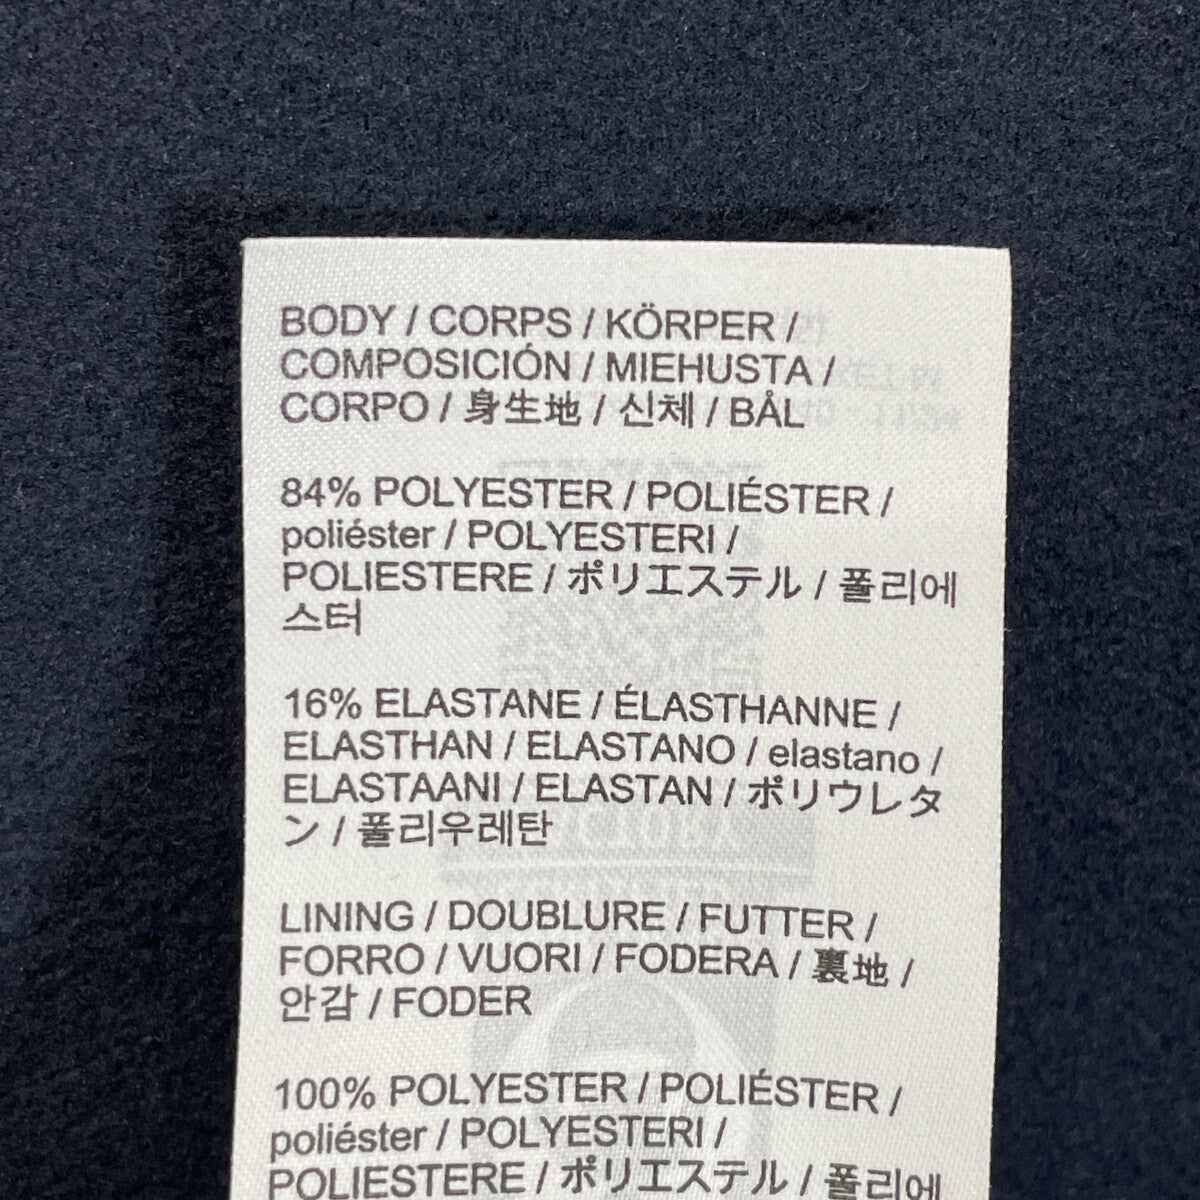 BODY / CORPS / KÖRPER /
COMPOSICIÓN / MIEHUSTA /
CORPO / 身生地 / 신체 / BÅL
84% POLYESTER / POLIÉSTER /
poliéster / POLYESTERI /
POLIESTERE / ポリエステル / 폴리에
스터
16% ELASTANE / ÉLASTHANNE /
ELASTHAN / ELASTANO / elastano /
ELASTAANI / ELASTAN / ポリウレタ
ン / 폴리우레탄
LINING / DOUBLURE / FUTTER /
FORRO / VUORI / FODERA / 裏地 /
안감 / FODER
100% POLYESTER / POLIÉSTER /
poliéster / POLYESTERI /
POLIESTERE / ポリエステル / 폴리에